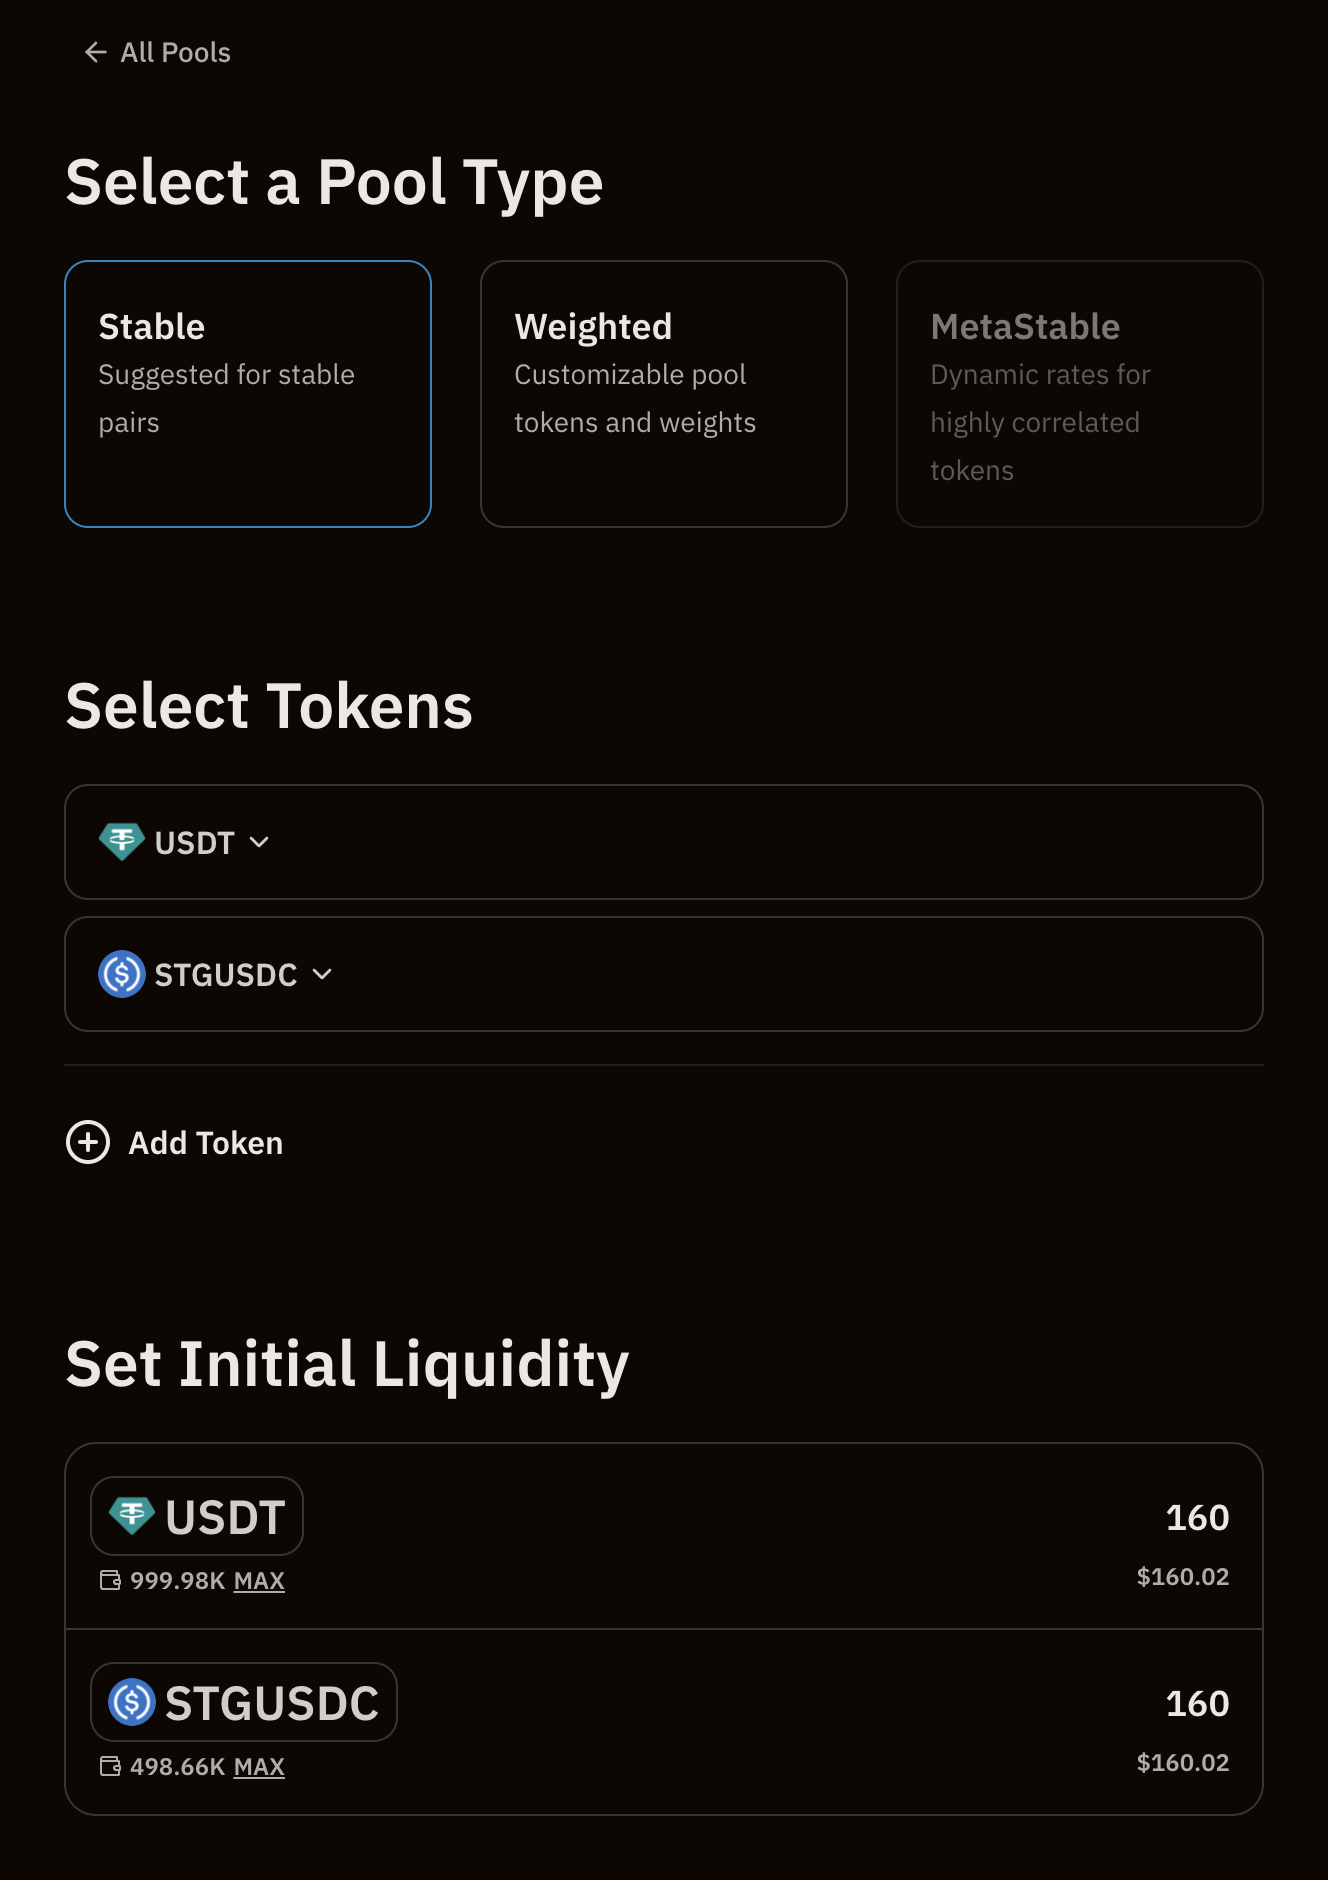 All Pools
Select a Pool Type
Stable
Suggested for stable
pairs
Weighted
Customizable pool
tokens and weights
MetaStable
Dynamic rates for
highly correlated
tokens
Select Tokens
USDT
STGUSDC
Add Token
Set Initial Liquidity
USDT
160
999.98K MAX
$160.02
STGUSDC
160
498.66K MAX
$160.02